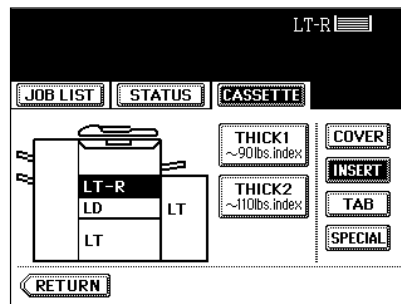 LT-R
JOB LIST STATUS CASSETTE
THICK1 COVER
~90lbs.index
INSERT
LT-R THICK2
LD LT ~110lbs.index TAB
LT SPECIAL
RETURN